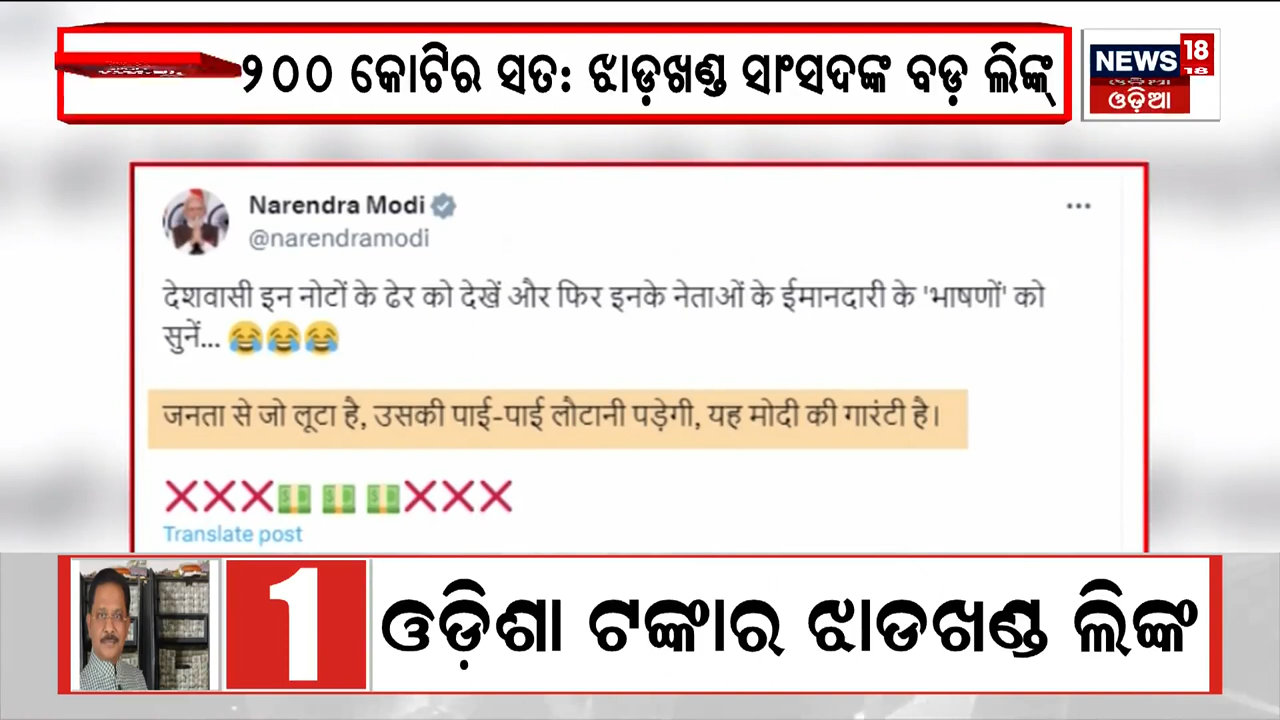 ୨୦୦ କୋଟିର ସତ: ଝାଡ଼ଖଣ୍ଡ ସାଂସଦଙ୍କ ବଡ଼ ଲିଙ୍କ୍
NEWS 18
ଓଡ଼ିଆ
Narendra Modi
@narendramodi
देशवासी इन नोटों के ढेर को देखें और फिर इनके नेताओं के ईमानदारी के 'भाषणों' को
सुनें... 😂😂😂
जनता से जो लूटा है, उसकी पाई-पाई लौटानी पड़ेगी, यह मोदी की गारंटी है।
❌❌❌💵 💵 💵❌❌❌
Translate post
1
ଓଡ଼ିଶା ଟଙ୍କାର ଝାଡଖଣ୍ଡ ଲିଙ୍କ